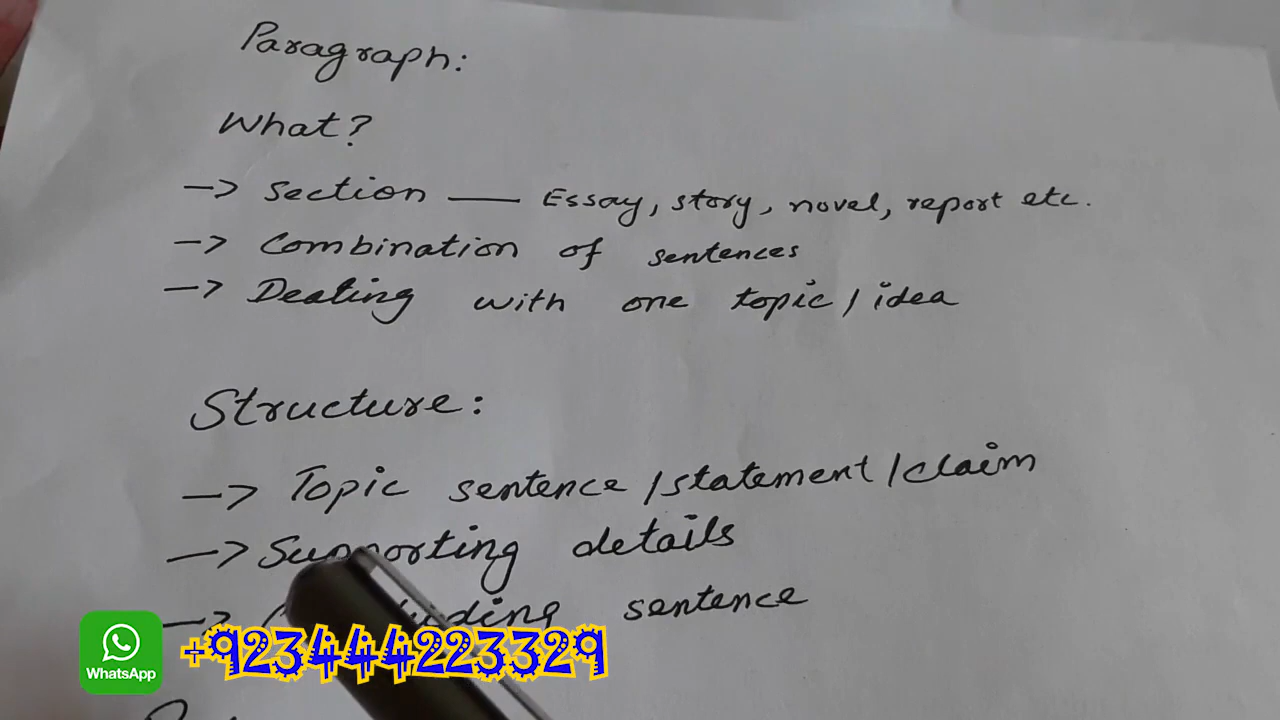 Paragraph:
What?
-> Section — Essay, story, novel, report etc.
-> Combination of sentences
-> Dealing with one topic / idea
Structure:
-> Topic sentence / statement / claim
-> Supporting details
-> sentence
WhatsApp
+923444223329